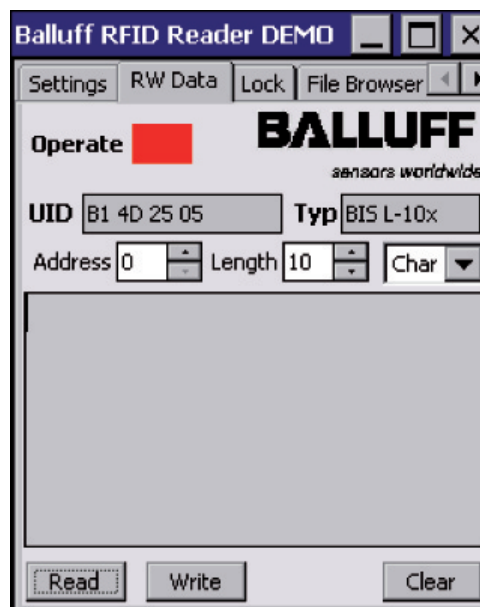 Balluff RFID Reader DEMO
Settings RW Data Lock File Browser
Operate BALLUFF
sensors worldwide
UID B1 4D 25 05 Typ BIS L-10x
Address 0 Length 10 Char
Read Write Clear